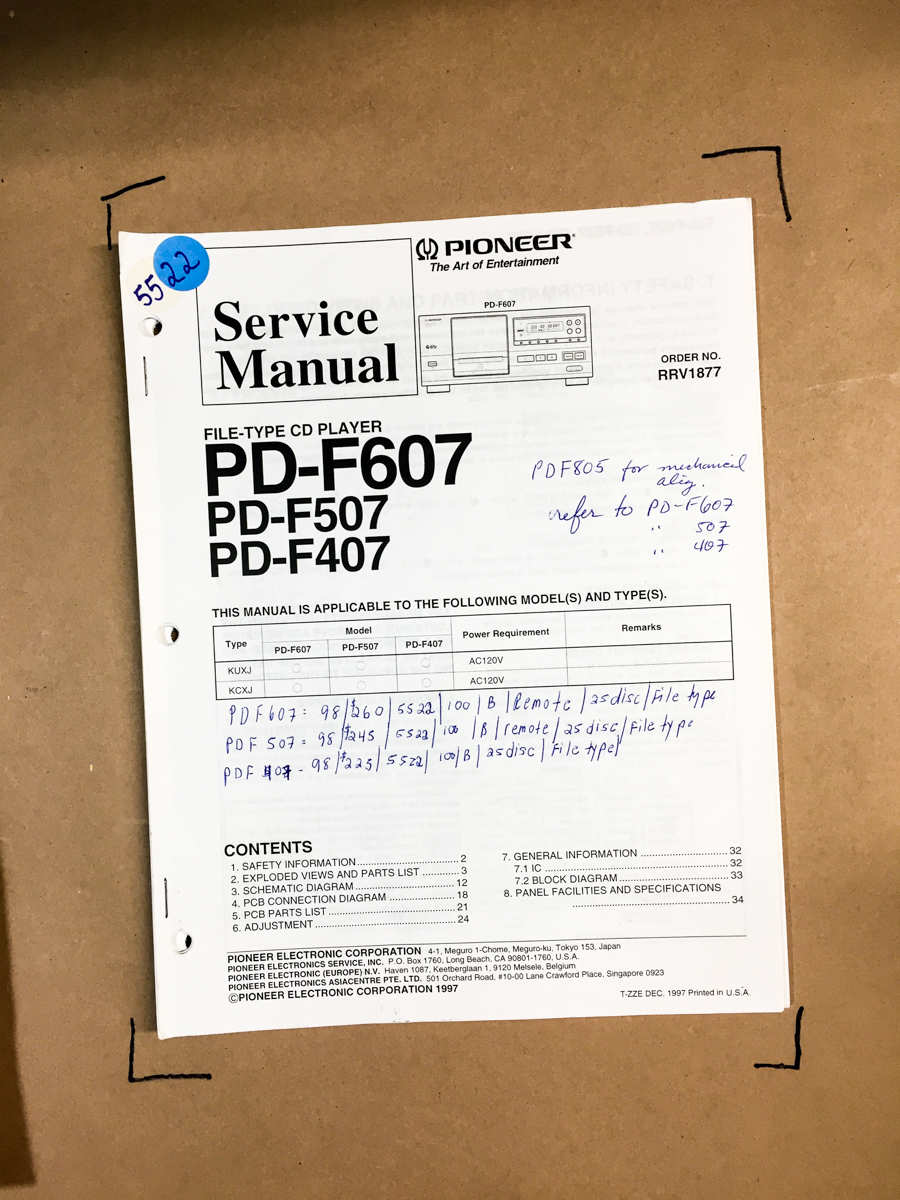 5522
PIONEER®
The Art of Entertainment
Service
Manual
PD-F607
ORDER NO.
RRV1877
FILE-TYPE CD PLAYER
PD-F607
PD-F507
PD-F407
PDF805 for mechanicil
alig.
refer to PD-F607
" 507
" 407
THIS MANUAL IS APPLICABLE TO THE FOLLOWING MODEL(S) AND TYPE(S).
Type Model Power Requirement Remarks
PD-F607 PD-F507 PD-F407
KUXJ ○ ○ ○ AC120V
KCXJ ○ ○ ○ AC120V
PDF607: 98/$260/5522/100/B/Remote/25disc/File type
PDF 507: 98/$245/5522/100/B/remote/25disc/File type
PDF 407 - 98/$225/5522/100/B/25disc/File type/
CONTENTS
1. SAFETY INFORMATION 2
2. EXPLODED VIEWS AND PARTS LIST 3
3. SCHEMATIC DIAGRAM 12
4. PCB CONNECTION DIAGRAM 18
5. PCB PARTS LIST 21
6. ADJUSTMENT 24
7. GENERAL INFORMATION 32
7.1 IC 32
7.2 BLOCK DIAGRAM 33
8. PANEL FACILITIES AND SPECIFICATIONS
34
PIONEER ELECTRONIC CORPORATION 4-1, Meguro 1-Chome, Meguro-ku, Tokyo 153, Japan
PIONEER ELECTRONICS SERVICE, INC. P.O. Box 1760, Long Beach, CA 90801-1760, U.S.A.
PIONEER ELECTRONIC (EUROPE) N.V. Haven 1087, Keetberglaan 1, 9120 Melsele, Belgium
PIONEER ELECTRONICS ASIACENTRE PTE. LTD. 501 Orchard Road, #10-00 Lane Crawford Place, Singapore 0923
©PIONEER ELECTRONIC CORPORATION 1997
T-ZZE DEC. 1997 Printed in U.S.A.